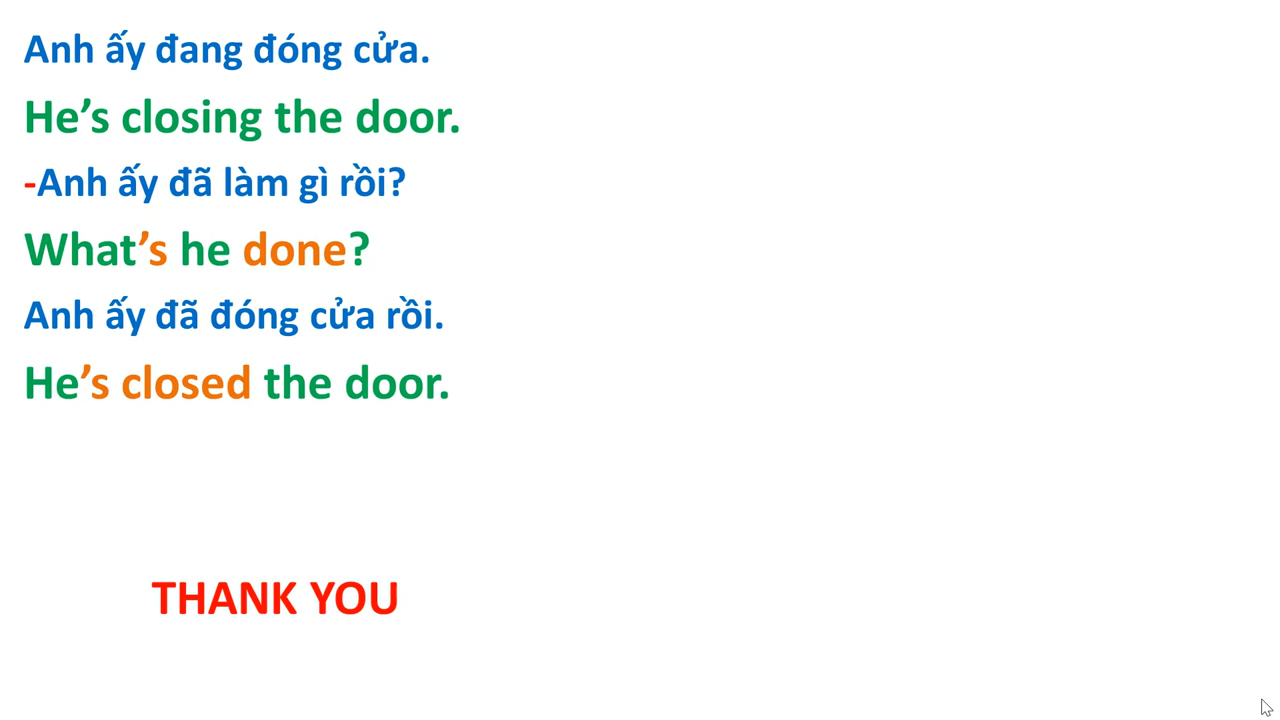 Anh ấy đang đóng cửa.
He’s closing the door.
-Anh ấy đã làm gì rồi?
What’s he done?
Anh ấy đã đóng cửa rồi.
He’s closed the door.
THANK YOU